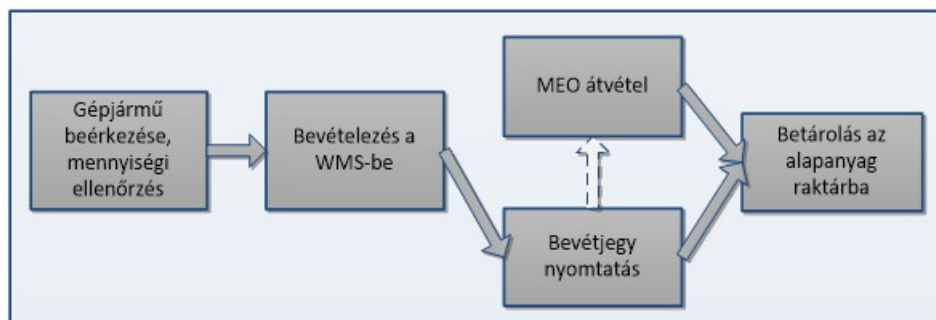 Gépjármű
beérkezése,
mennyiségi
ellenőrzés
Bevételezés a
WMS-be
MEO átvétel
Bevétjegy
nyomtatás
Betárolás az
alapanyag
raktárba